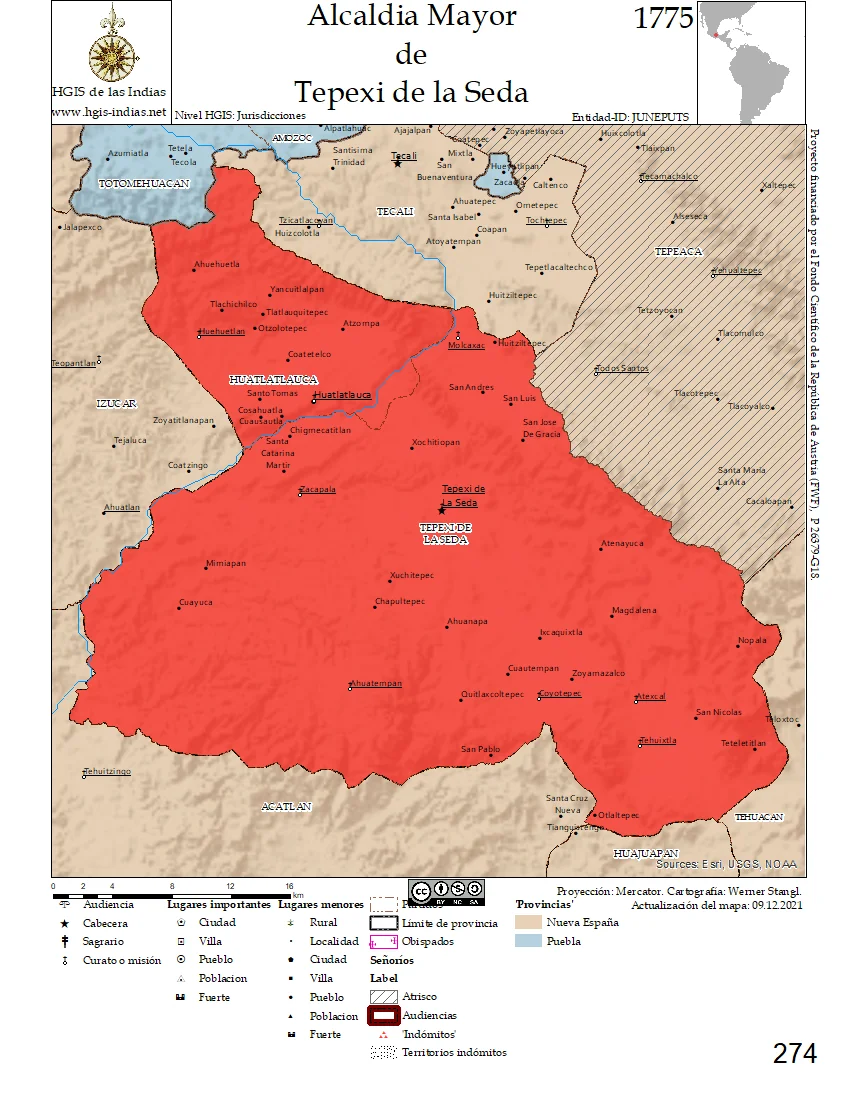 Alcaldia Mayor
de
Tepexi de la Seda
1775
HGIS de las Indias
www.hgis-indias.net
Nivel HGIS: Jurisdicciones
Entidad-ID: JUNEPUTS
Proyecto financiado por el Fondo Científico de la República de Austria (FWF), P 26379-G18.
Alpatlahuac
Ajajalpan
Coatepec
Zoyapetlayoca
Huixcolotla
AMOZOC
Azumiatla
Tetela
Tecola
Santisima
Trinidad
Tecali
Mixtla
San
Buenaventura
Tlaixpan
Tecamachalco
Xaltepec
TOTOMEHUACAN
Caltenco
Ahuatepec
Ometepec
TECALI
Santa Isabel
Tochtepec
Alseseca
Tzicatlacoyan
Huizcolotla
Coapan
Atoyatempan
Jalapexco
TEPEACA
Ahuehuetla
Tepetlacaltechco
Yehualtepec
Yancuitlalpan
Huitziltepec
Tlachichilco
Tlatlauquitepec
Tetzoyocan
Huehuetlan
Otzolotepec
Atzompa
Tlacomulco
Molcaxac
Huitziltepec
Coatetelco
Teopantlan
Todos Santos
HUATLATLAUCA
San Andres
Santo Tomas
Huatlatlauca
San Luis
Tlacotepec
Tlacoyalco
IZUCAR
Cosahuatla
Cuausautla
Zoyatitlanapan
Chigmecatitlan
San Jose
De Gracia
Tejaluca
Santa
Catarina
Martir
Xochitiopan
Coatzingo
Santa Maria
La Alta
Zacapala
Tepexi de
La Seda
Cacaloapan
Ahuatlan
TEPEXI DE
LA SEDA
Atenayuca
Mimiapan
Xuchitepec
Cuayuca
Chapultepec
Magdalena
Ahuanapa
Ixcaquixtla
Nopala
Cuautempan
Zoyamazalco
Ahuatempan
Quitlaxcoltepec
Coyotepec
Atexcal
San Nicolas
Teloxtoc
San Pablo
Tehuixtla
Teteletitlan
Tehuitzingo
ACATLAN
Santa Cruz
Nueva
Otlaltepec
TEHUACAN
HUAJUAPAN
Sources: Esri, USGS, NOAA
0 2 4 8 12 16
km
CC BY NC SA
Proyección: Mercator. Cartografía: Werner Stangl.
Actualización del mapa: 09.12.2021
Audiencia
Cabecera
Sagrario
Curato o misión
Lugares importantes
Ciudad
Villa
Pueblo
Poblacion
Fuerte
Lugares menores
Rural
Localidad
Ciudad
Villa
Pueblo
Poblacion
Fuerte
Límite de provincia
Obispados
Señoríos
Label
Atrisco
Audiencias
'Indómitos'
Territorios indómitos
'Provincias'
Nueva España
Puebla
274